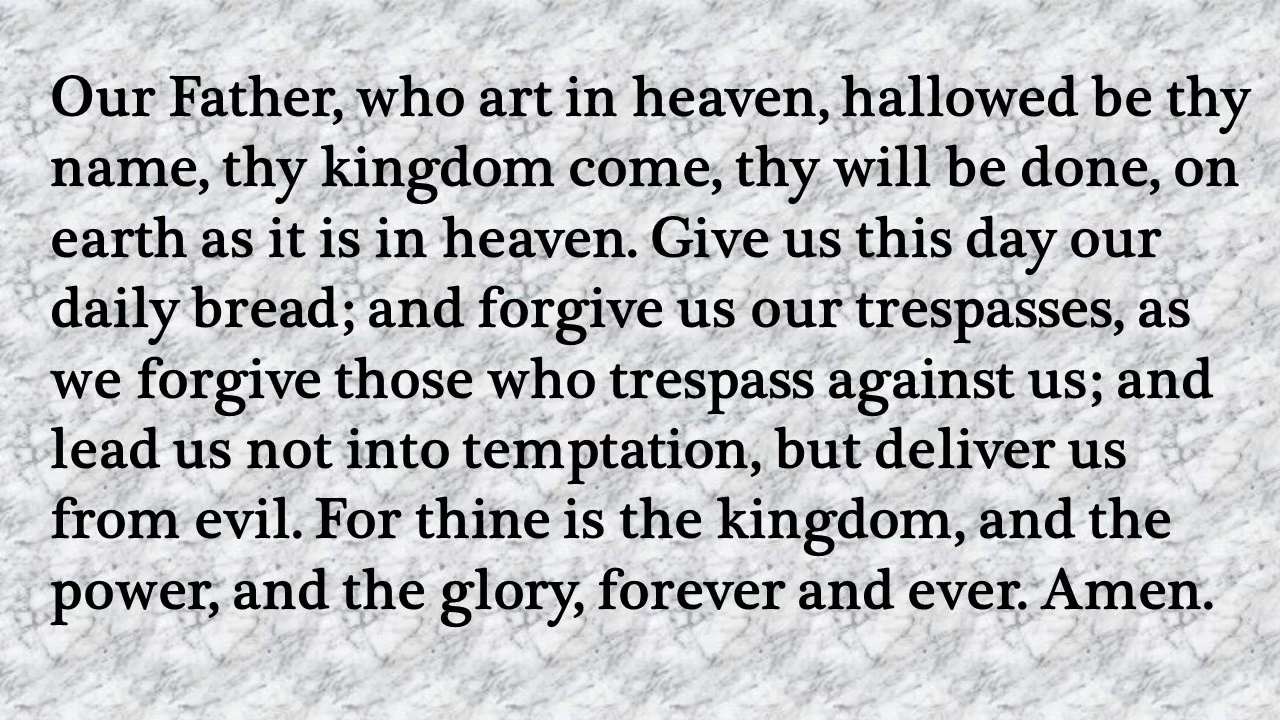 Our Father, who art in heaven, hallowed be thy
name, thy kingdom come, thy will be done, on
earth as it is in heaven. Give us this day our
daily bread; and forgive us our trespasses, as
we forgive those who trespass against us; and
lead us not into temptation, but deliver us
from evil. For thine is the kingdom, and the
power, and the glory, forever and ever. Amen.